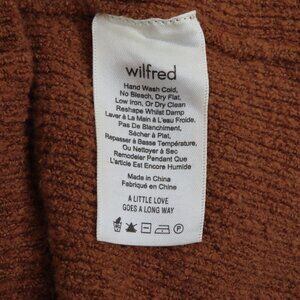 wilfred
Hand Wash Cold,
No Bleach, Dry Flat,
Low Iron, Or Dry Clean
Reshape Whilst Damp
Laver à La Main à L'eau Froide,
Pas De Blanchiment,
Sécher à Plat,
Repasser à Basse Température,
Ou Nettoyer à Sec
Remodeler Pendant Que
L'article Est Encore Humide
Made in China
Fabriqué en Chine
A LITTLE LOVE
GOES A LONG WAY
P